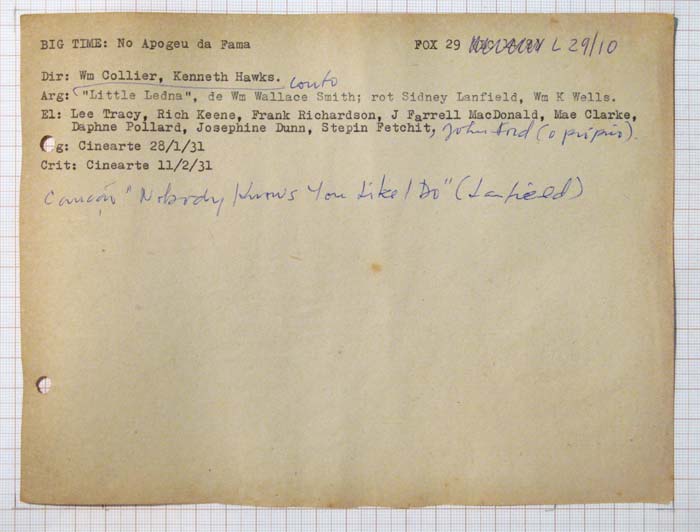 BIG TIME: No Apogeu da Fama FOX 29 L 29/10
Dir: Wm Collier, Kenneth Hawks. conto
Arg: "Little Ledna", de Wm Wallace Smith; rot Sidney Lanfield, Wm K Wells.
El: Lee Tracy, Rich Keene, Frank Richardson, J Farrell MacDonald, Mae Clarke,
Daphne Pollard, Josephine Dunn, Stepin Fetchit, John Ford (o próprio).
g: Cinearte 28/1/31
Crit: Cinearte 11/2/31
Canção "Nobody Knows You Like I Do" (Lanfield)